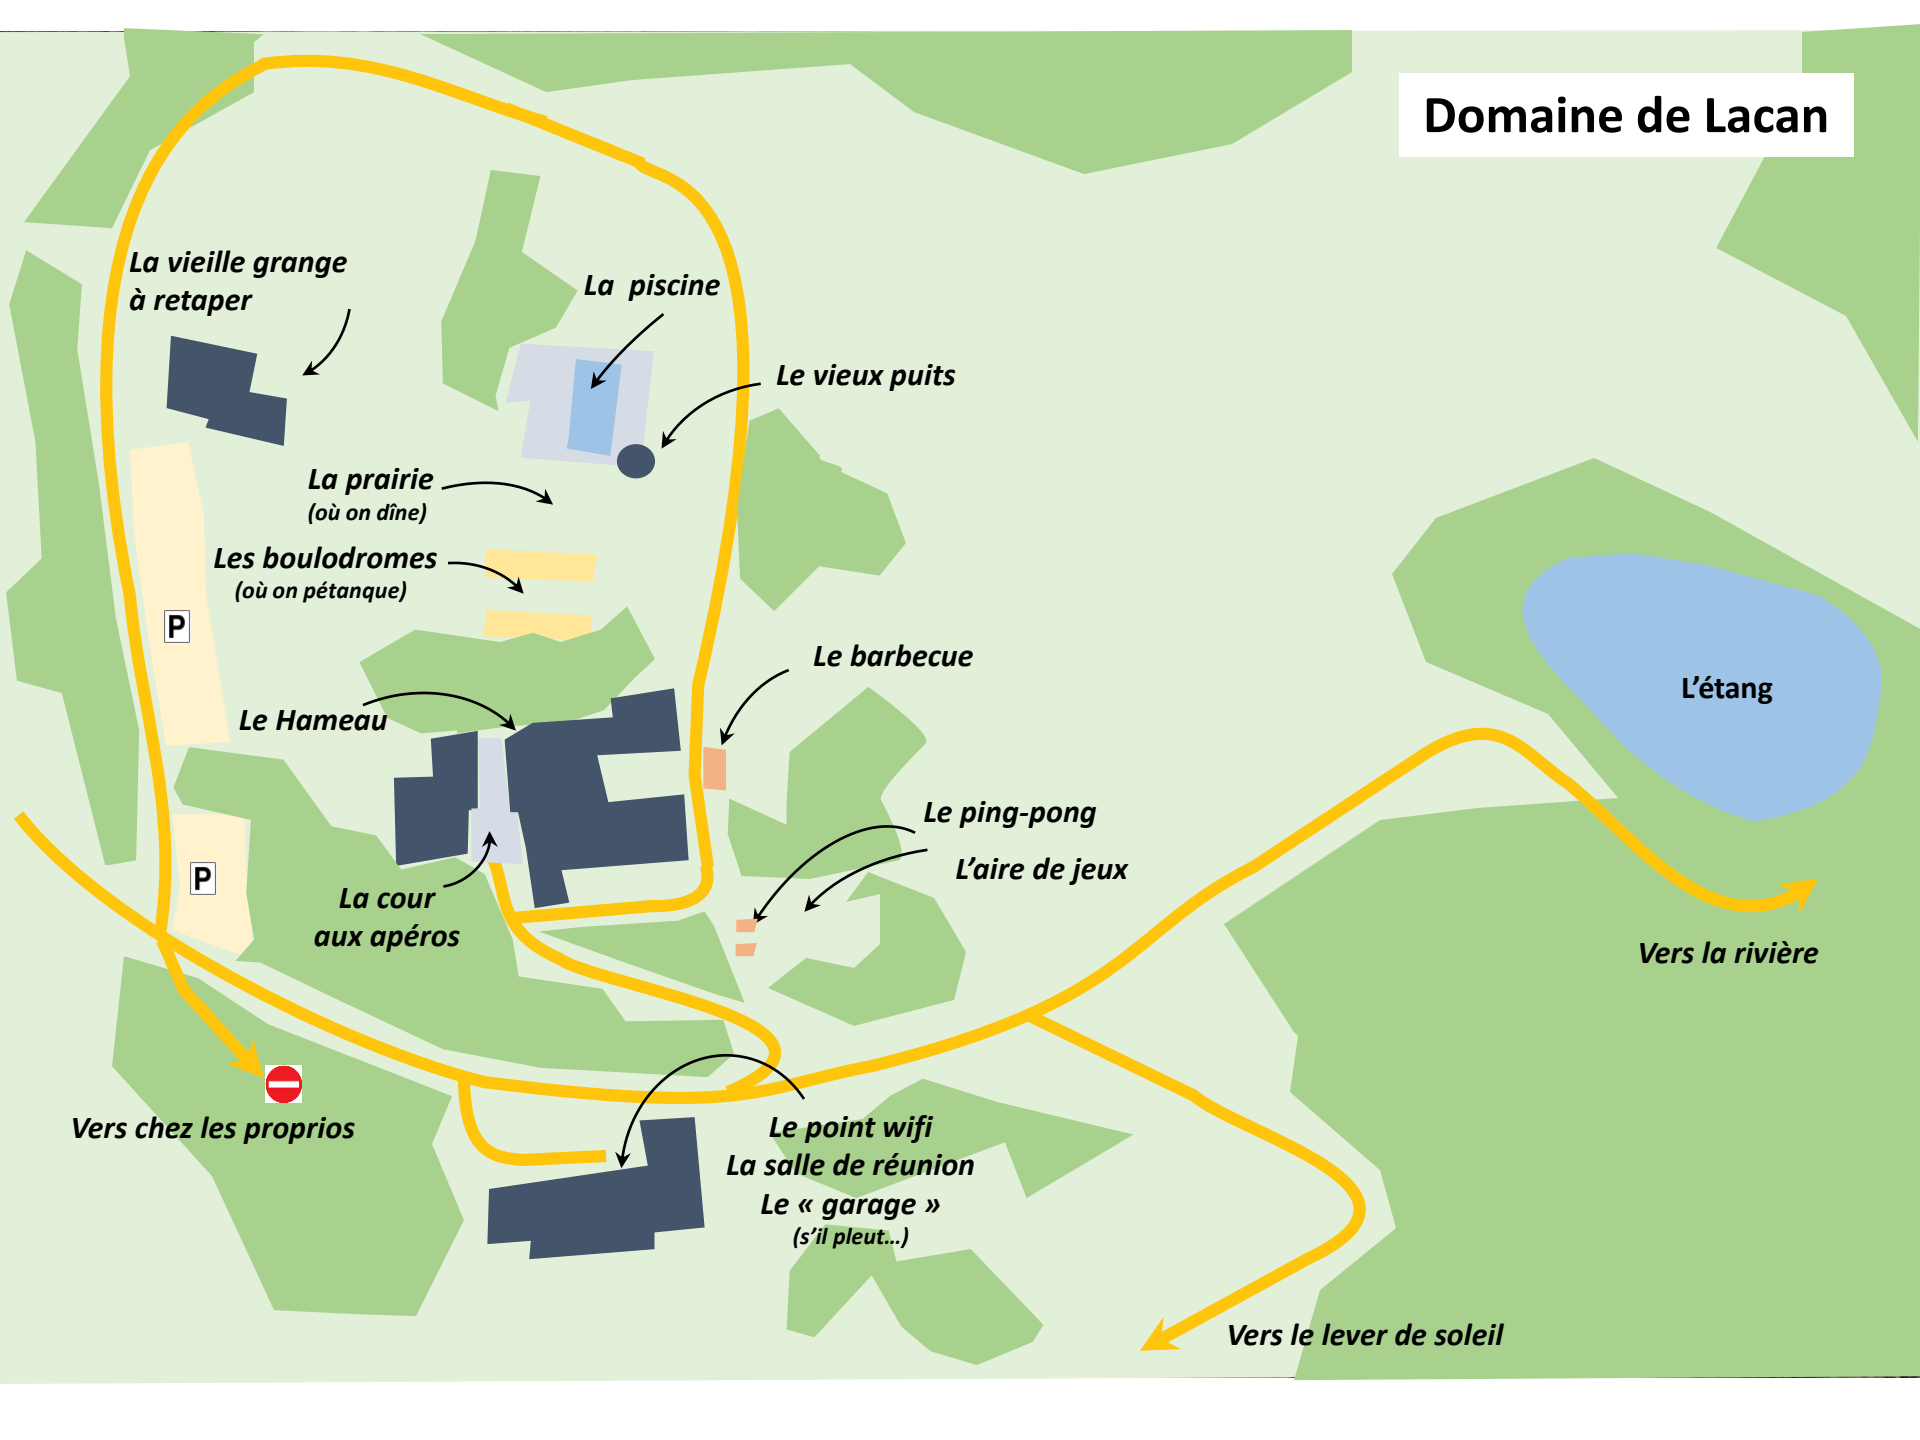 Domaine de Lacan
La vieille grange
à retaper
La piscine
Le vieux puits
La prairie
(où on dîne)
Les boulodromes
(où on pétanque)
P
Le barbecue
L’étang
Le Hameau
Le ping-pong
L’aire de jeux
P
La cour
aux apéros
Vers la rivière
Vers chez les proprios
Le point wifi
La salle de réunion
Le « garage »
(s’il pleut...)
Vers le lever de soleil